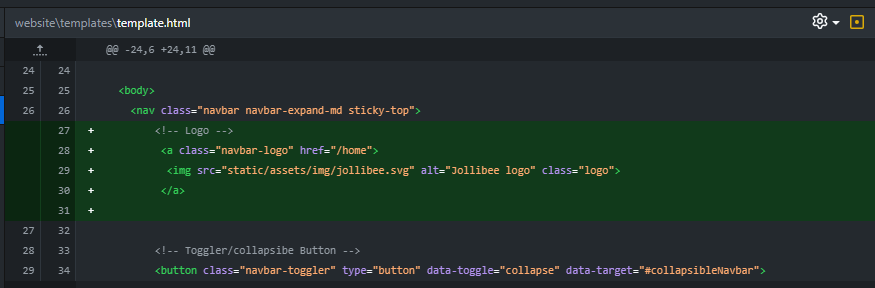 website\templates\template.html
@@ -24,6 +24,11 @@
24 24
25 25 <body>
26 26 <nav class="navbar navbar-expand-md sticky-top">
27 + <!-- Logo -->
28 + <a class="navbar-logo" href="/home">
29 + <img src="static/assets/img/jollibee.svg" alt="Jollibee logo" class="logo">
30 + </a>
31 +
27 32
28 33 <!-- Toggler/collapsibe Button -->
29 34 <button class="navbar-toggler" type="button" data-toggle="collapse" data-target="#collapsibleNavbar">